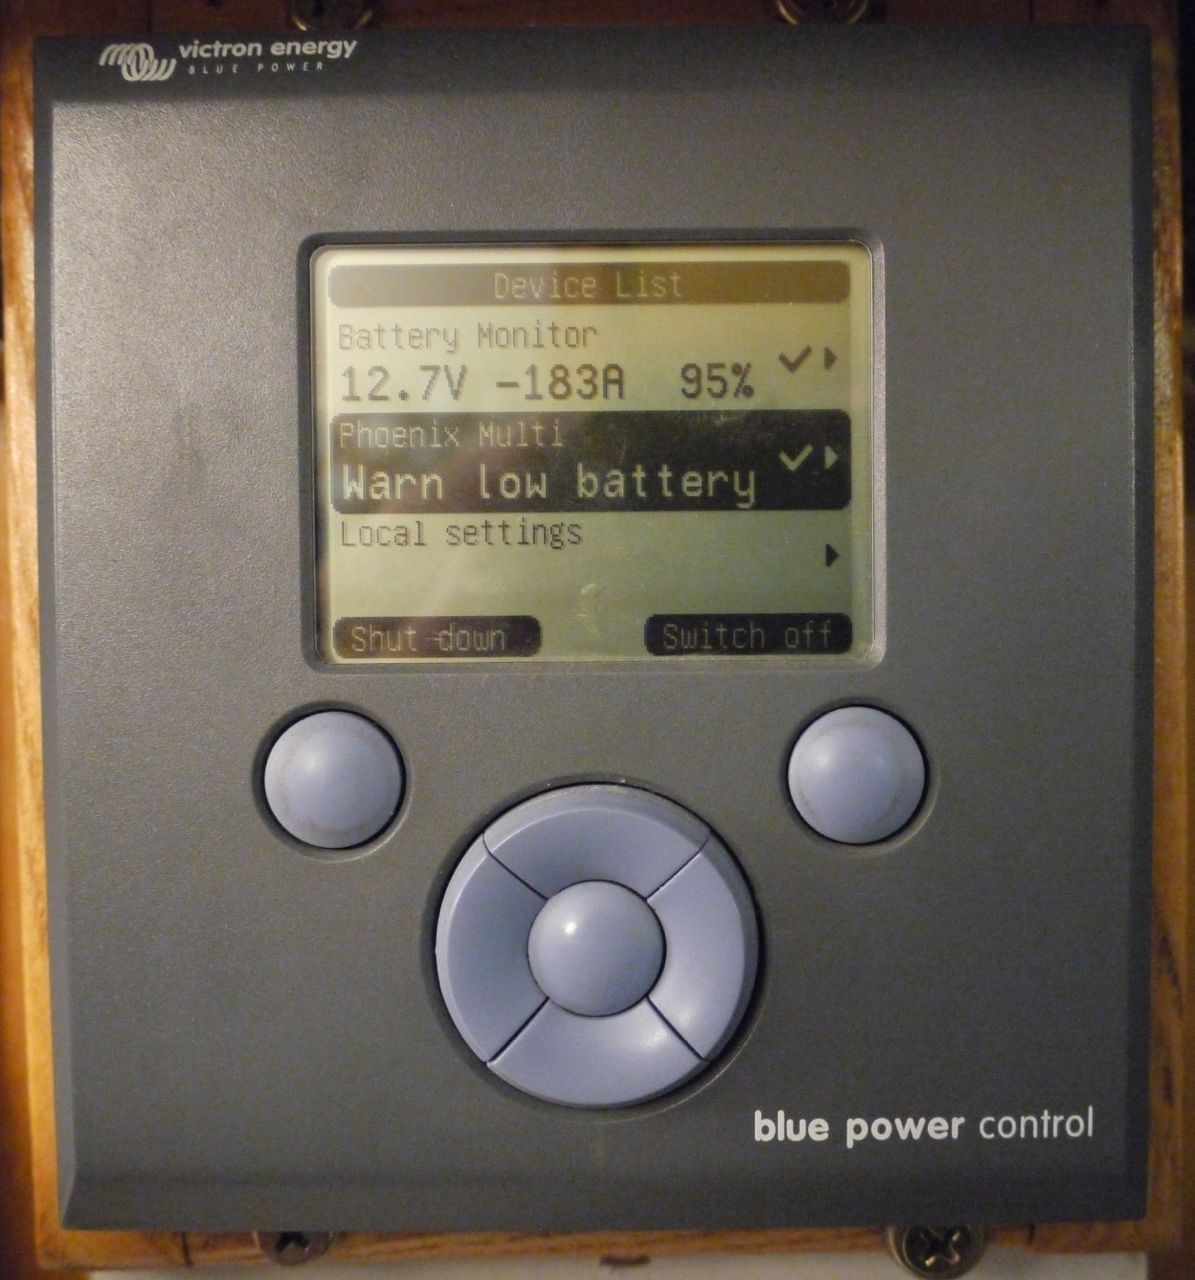 victron energy
BLUE POWER
Device List
Battery Monitor
12.7V -183A 95%
Phoenix Multi
Warn low battery
Local settings
Shut down Switch off
blue power control